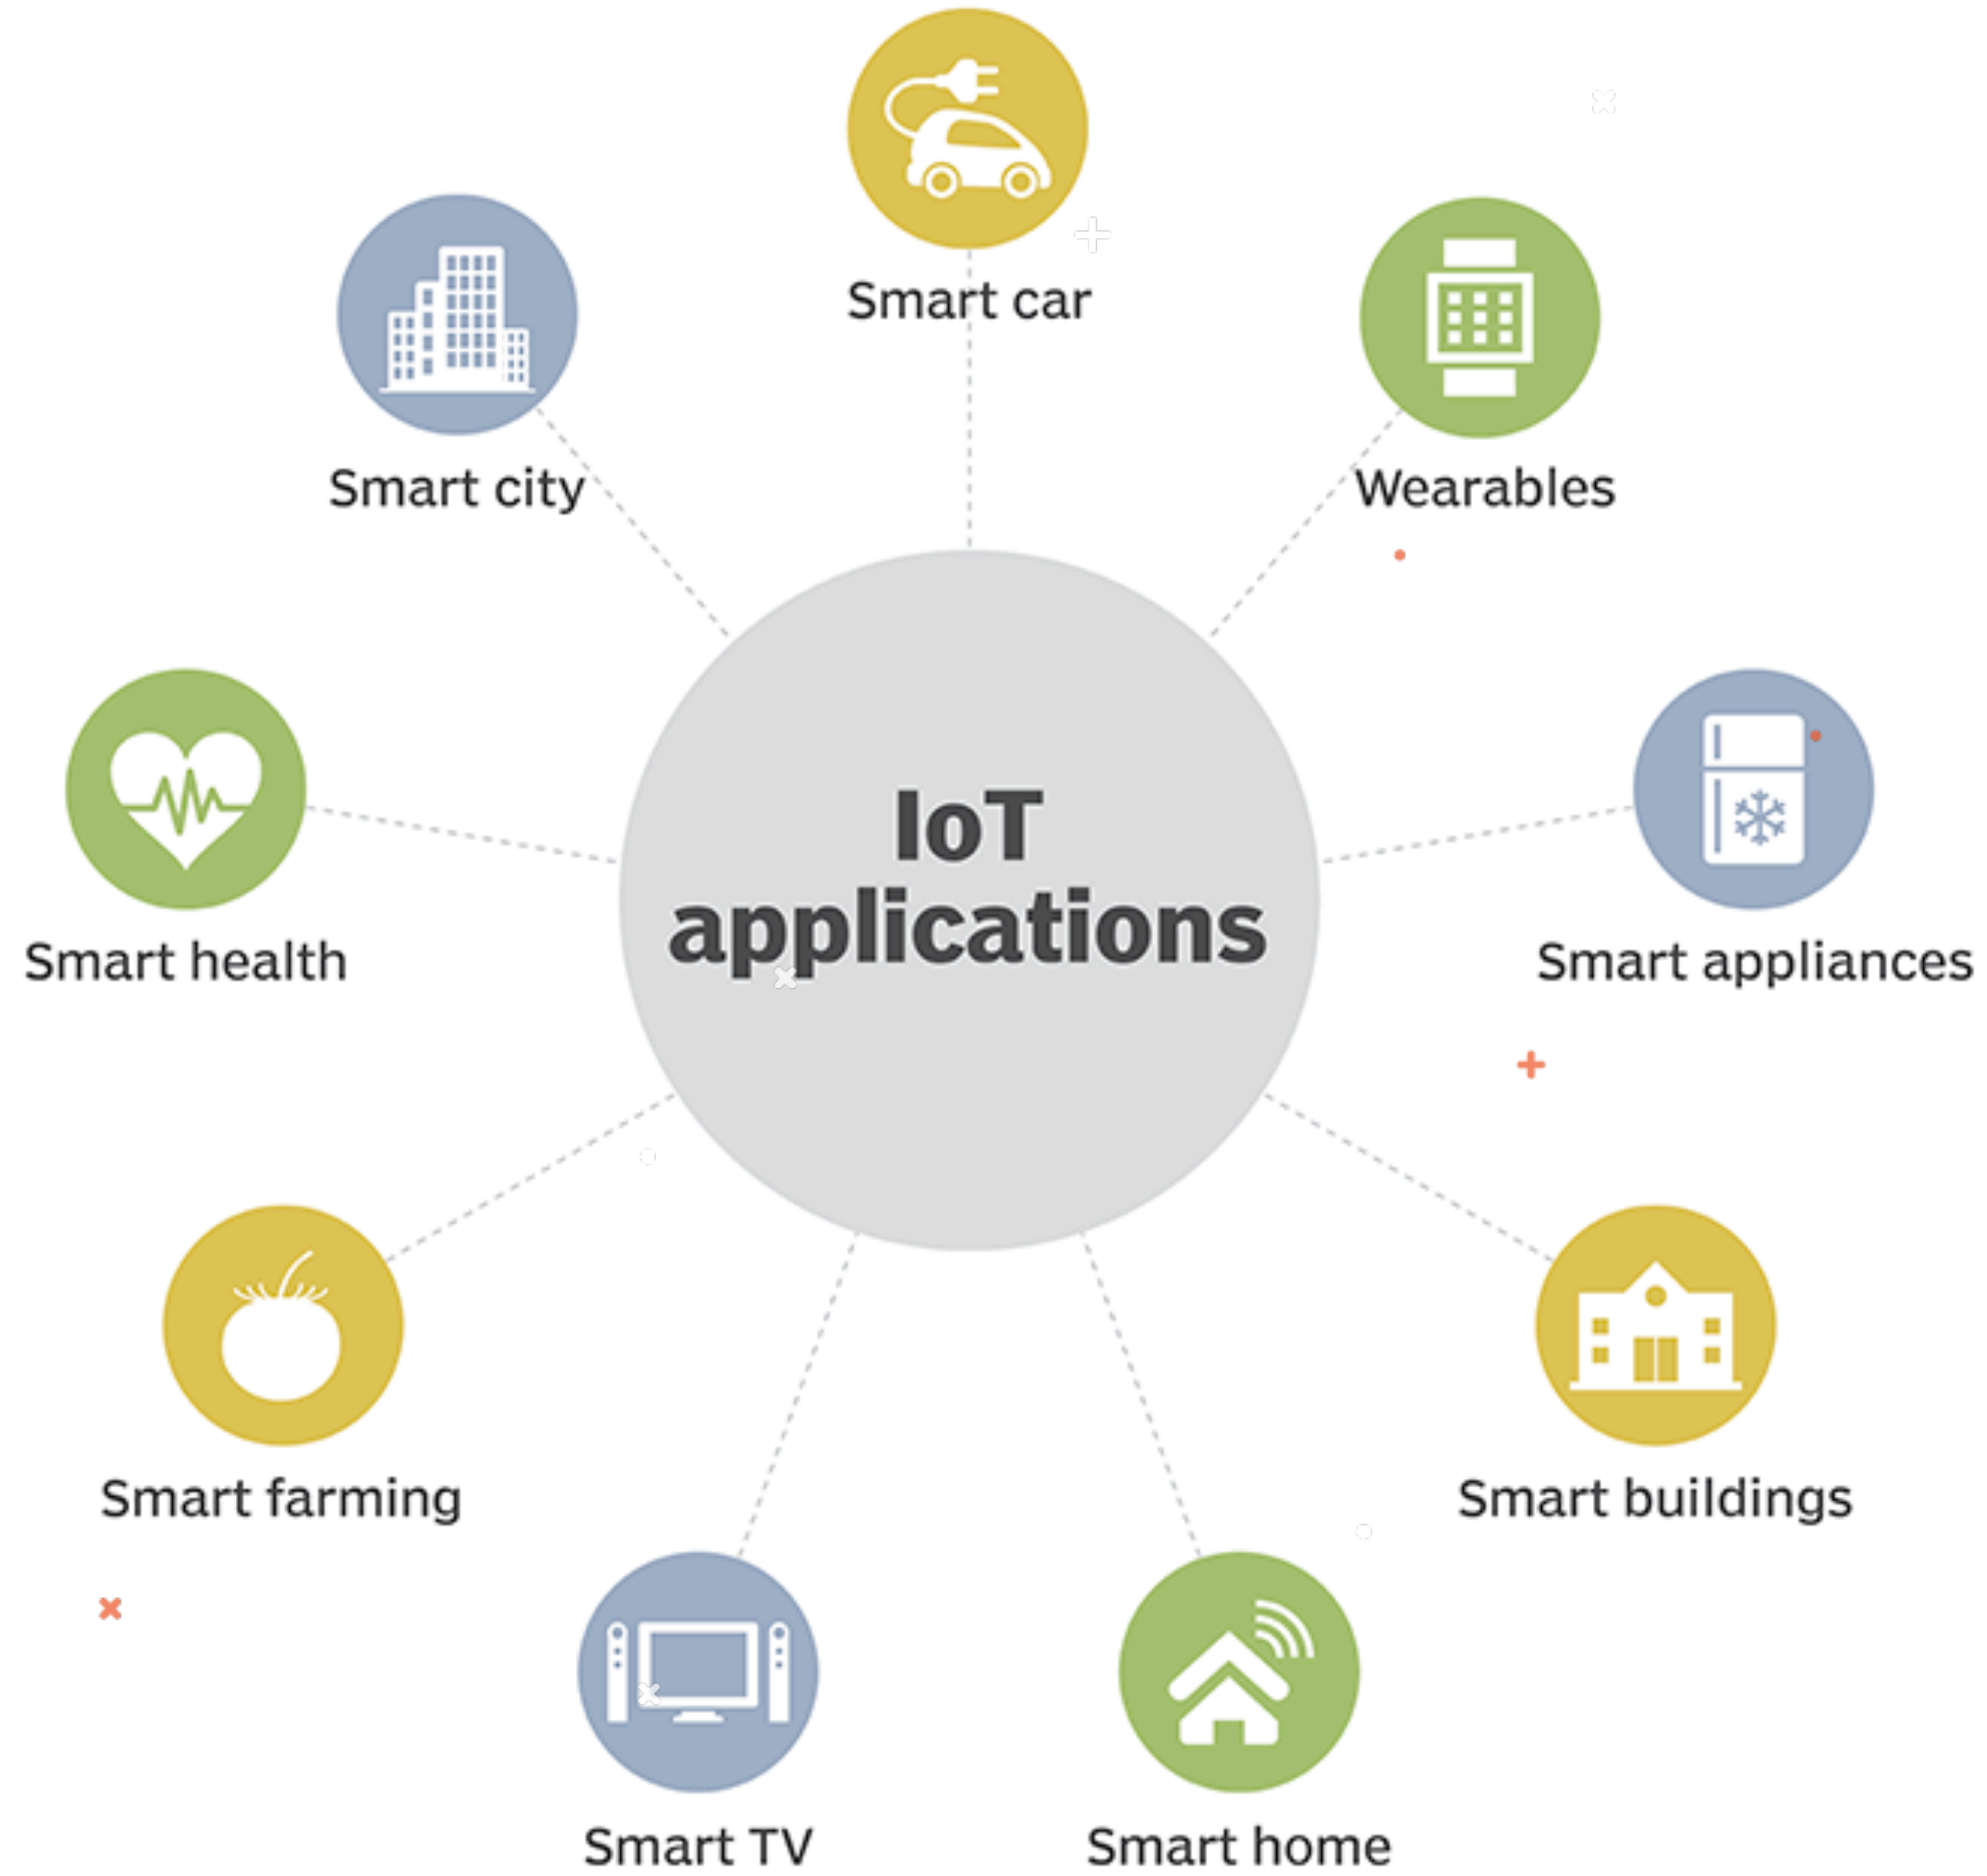 Smart car
Smart city
Wearables
IoT
applications
Smart health
Smart appliances
Smart farming
Smart buildings
Smart TV
Smart home